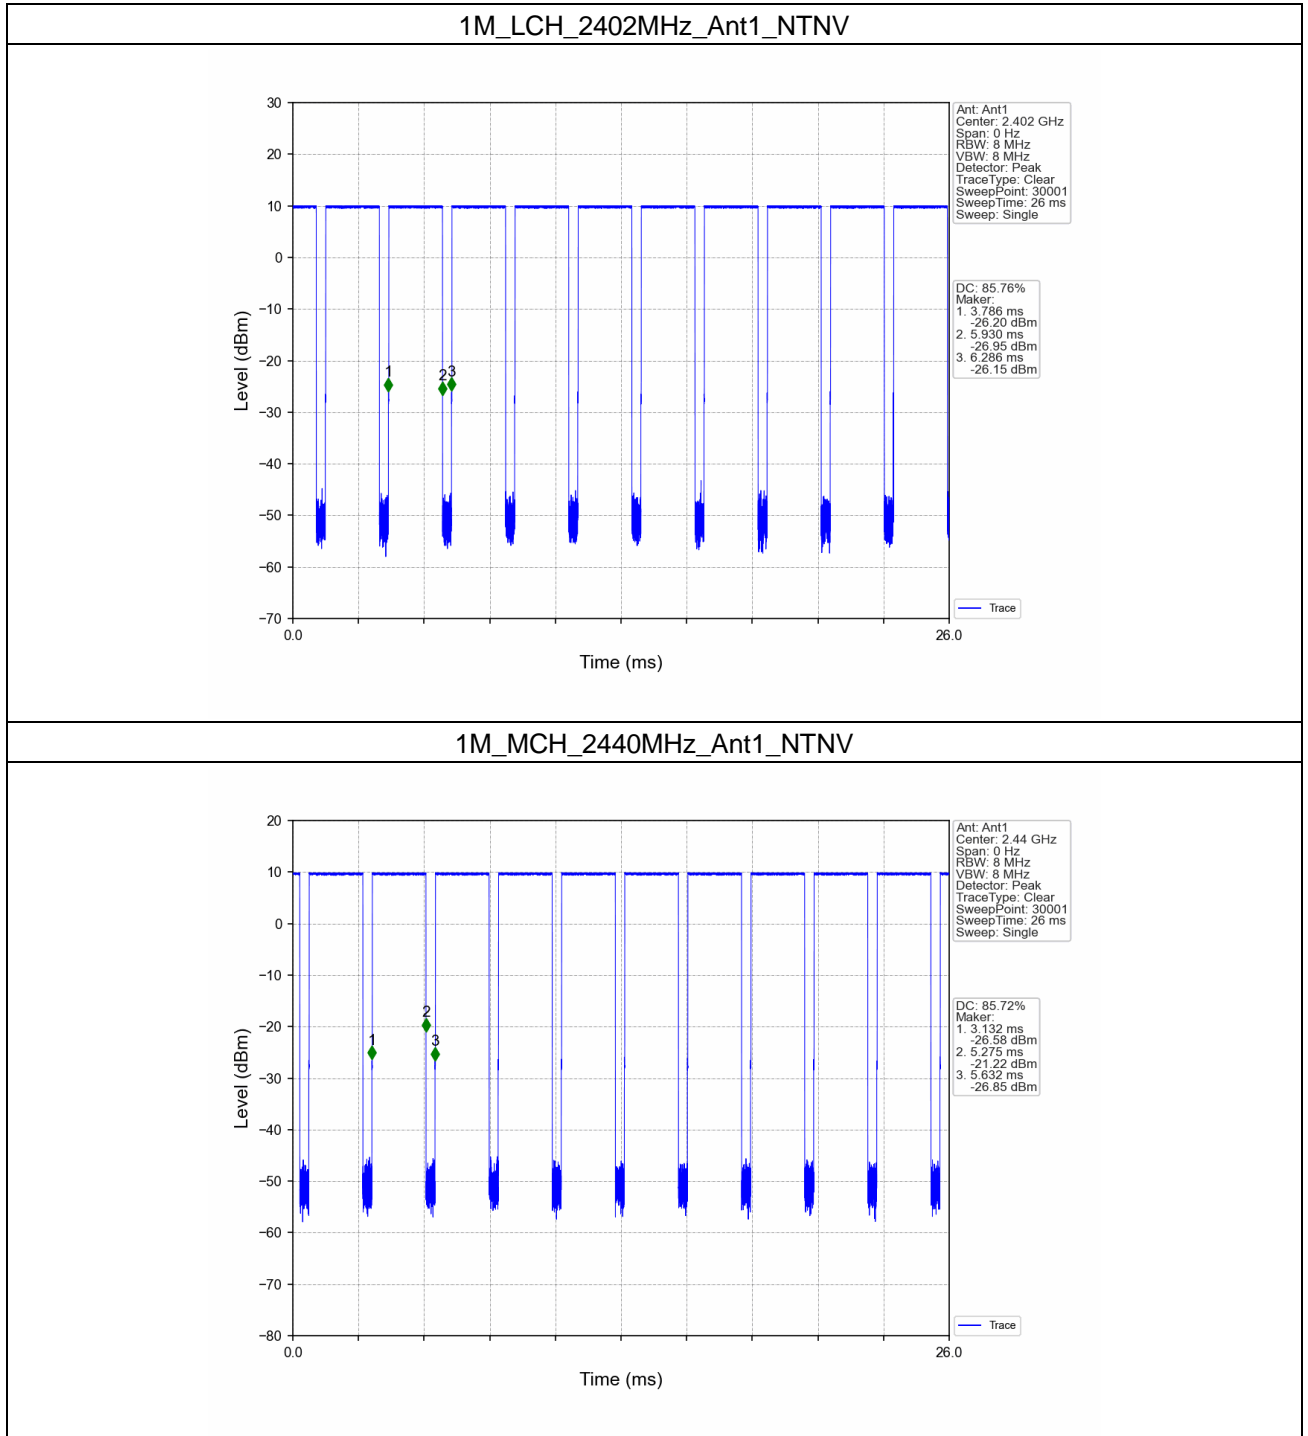 1M_LCH_2402MHz_Ant1_NTNV
30
20
10
0
−10
−20
−30
−40
−50
−60
−70
Level (dBm)
1
2
3
0.0
26.0
Time (ms)
Ant: Ant1
Center: 2.402 GHz
Span: 0 Hz
RBW: 8 MHz
VBW: 8 MHz
Detector: Peak
TraceType: Clear
SweepPoint: 30001
SweepTime: 26 ms
Sweep: Single
DC: 85.76%
Maker:
1. 3.786 ms
-26.20 dBm
2. 5.930 ms
-26.95 dBm
3. 6.286 ms
-26.15 dBm
Trace
1M_MCH_2440MHz_Ant1_NTNV
20
10
0
−10
−20
−30
−40
−50
−60
−70
−80
Level (dBm)
1
2
3
0.0
26.0
Time (ms)
Ant: Ant1
Center: 2.44 GHz
Span: 0 Hz
RBW: 8 MHz
VBW: 8 MHz
Detector: Peak
TraceType: Clear
SweepPoint: 30001
SweepTime: 26 ms
Sweep: Single
DC: 85.72%
Maker:
1. 3.132 ms
-26.58 dBm
2. 5.275 ms
-21.22 dBm
3. 5.632 ms
-26.85 dBm
Trace